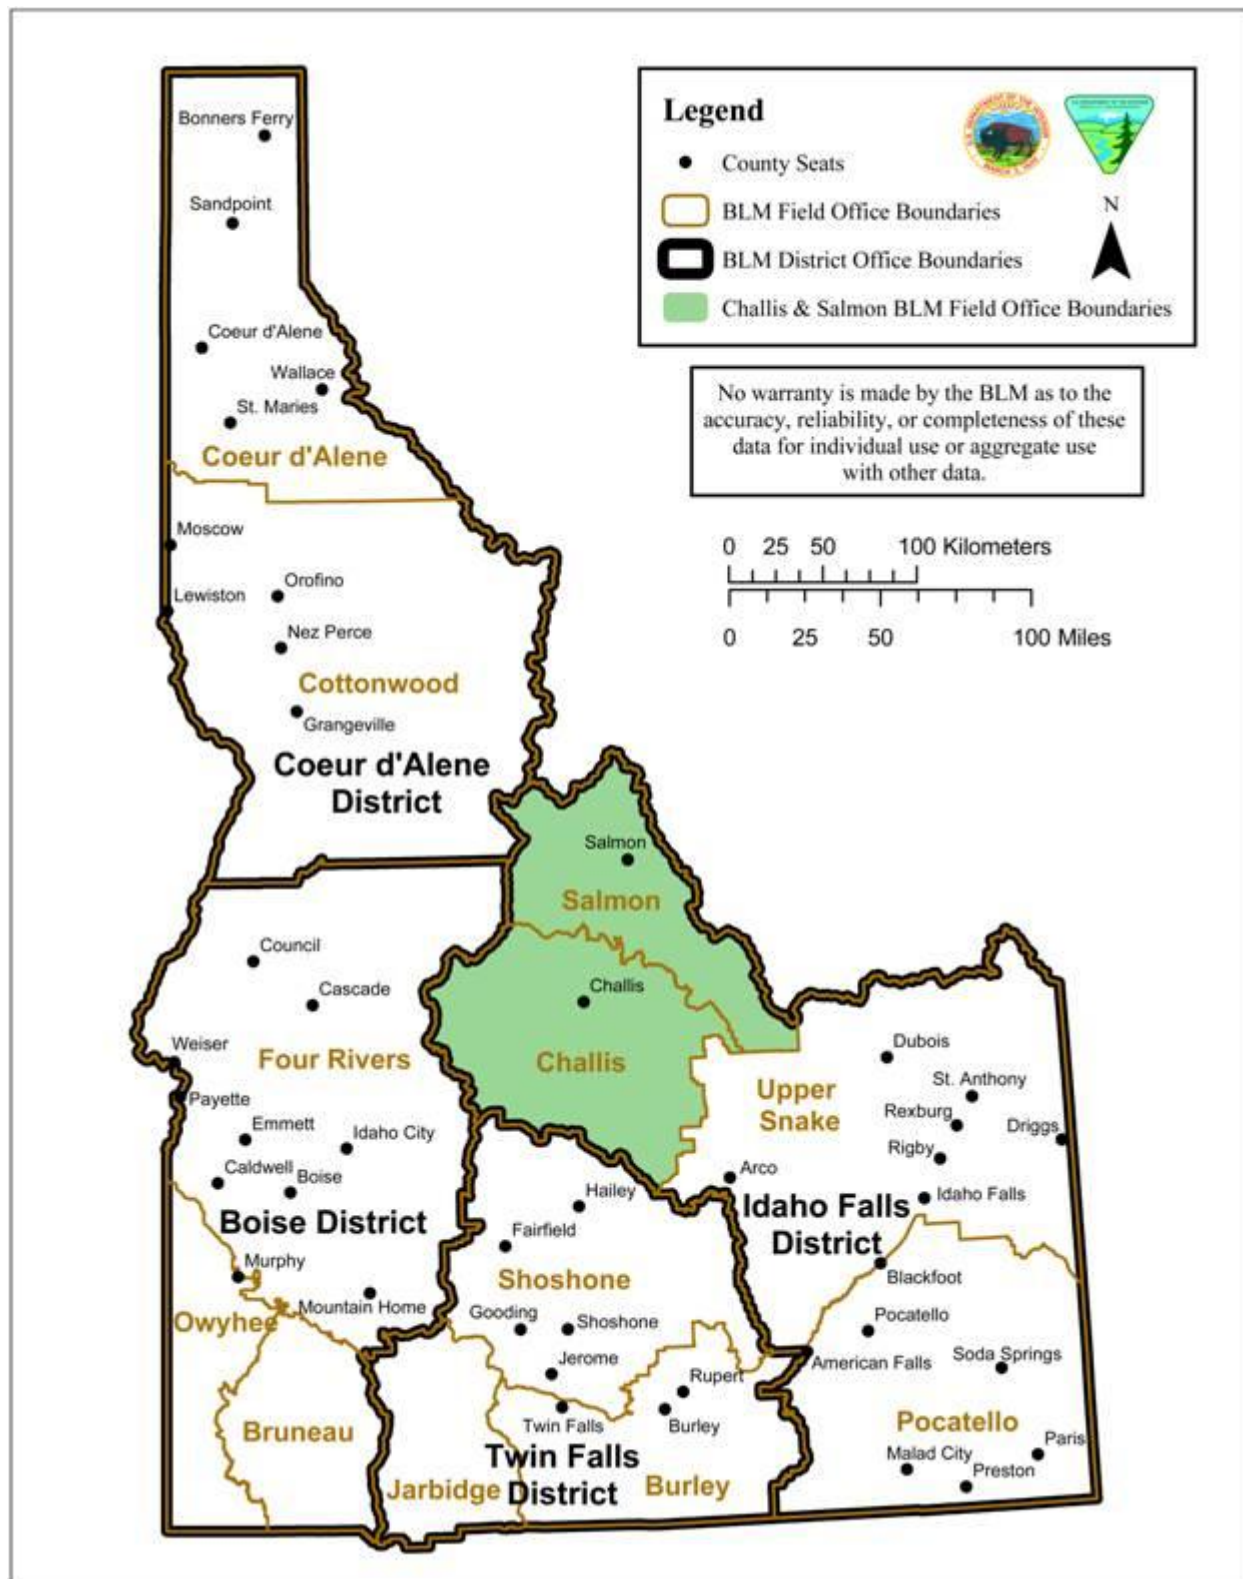 Legend
County Seats
BLM Field Office Boundaries
BLM District Office Boundaries
Challis & Salmon BLM Field Office Boundaries
N
No warranty is made by the BLM as to the
accuracy, reliability, or completeness of these
data for individual use or aggregate use
with other data.
0 25 50 100 Kilometers
0 25 50 100 Miles
Bonners Ferry
Sandpoint
Coeur d'Alene
Wallace
St. Maries
Coeur d'Alene
Moscow
Orofino
Lewiston
Nez Perce
Cottonwood
Grangeville
Coeur d'Alene
District
Salmon
Salmon
Council
Cascade
Challis
Weiser
Four Rivers
Challis
Dubois
Payette
Upper
Snake
St. Anthony
Rexburg
Driggs
Emmett
Idaho City
Rigby
Caldwell
Boise
Arco
Hailey
Idaho Falls
Boise District
Idaho Falls
District
Fairfield
Murphy
Shoshone
Blackfoot
Mountain Home
Owyhee
Gooding
Shoshone
Pocatello
Jerome
American Falls
Soda Springs
Rupert
Twin Falls
Burley
Bruneau
Pocatello
Twin Falls
District
Jarbidge
Burley
Paris
Malad City
Preston